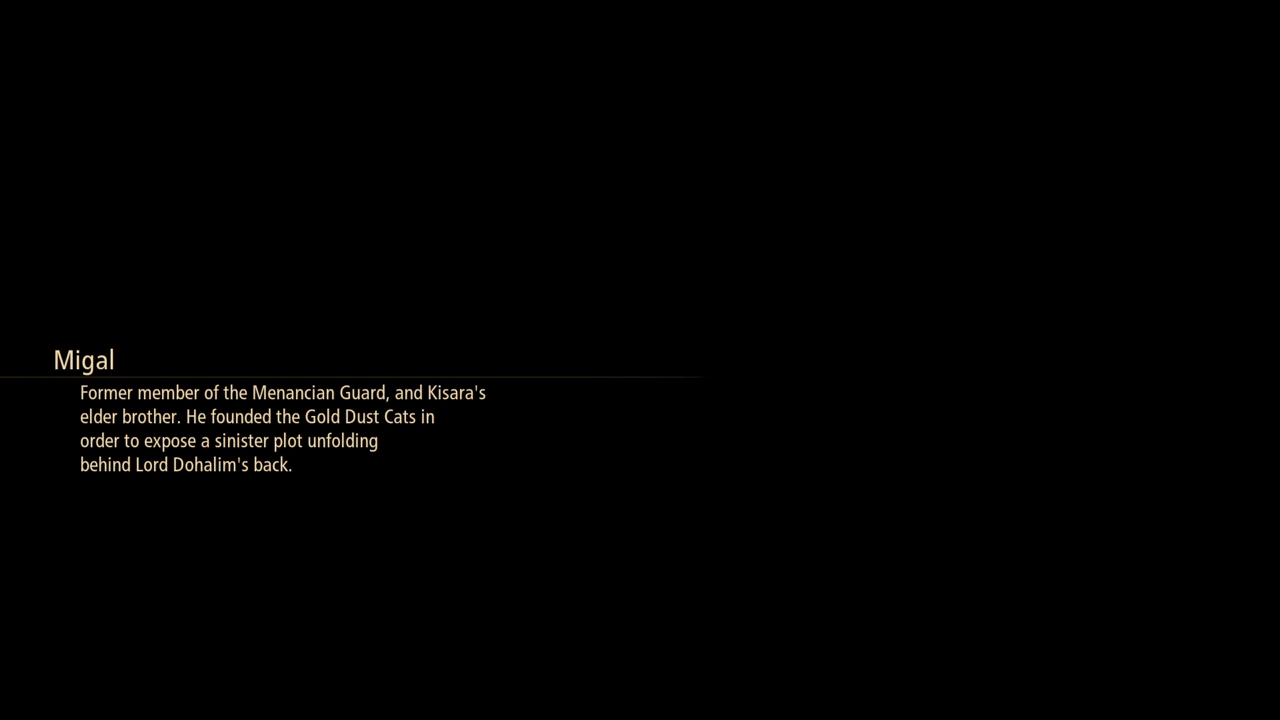 Migal
Former member of the Menancian Guard, and Kisara's
elder brother. He founded the Gold Dust Cats in
order to expose a sinister plot unfolding
behind Lord Dohalim's back.